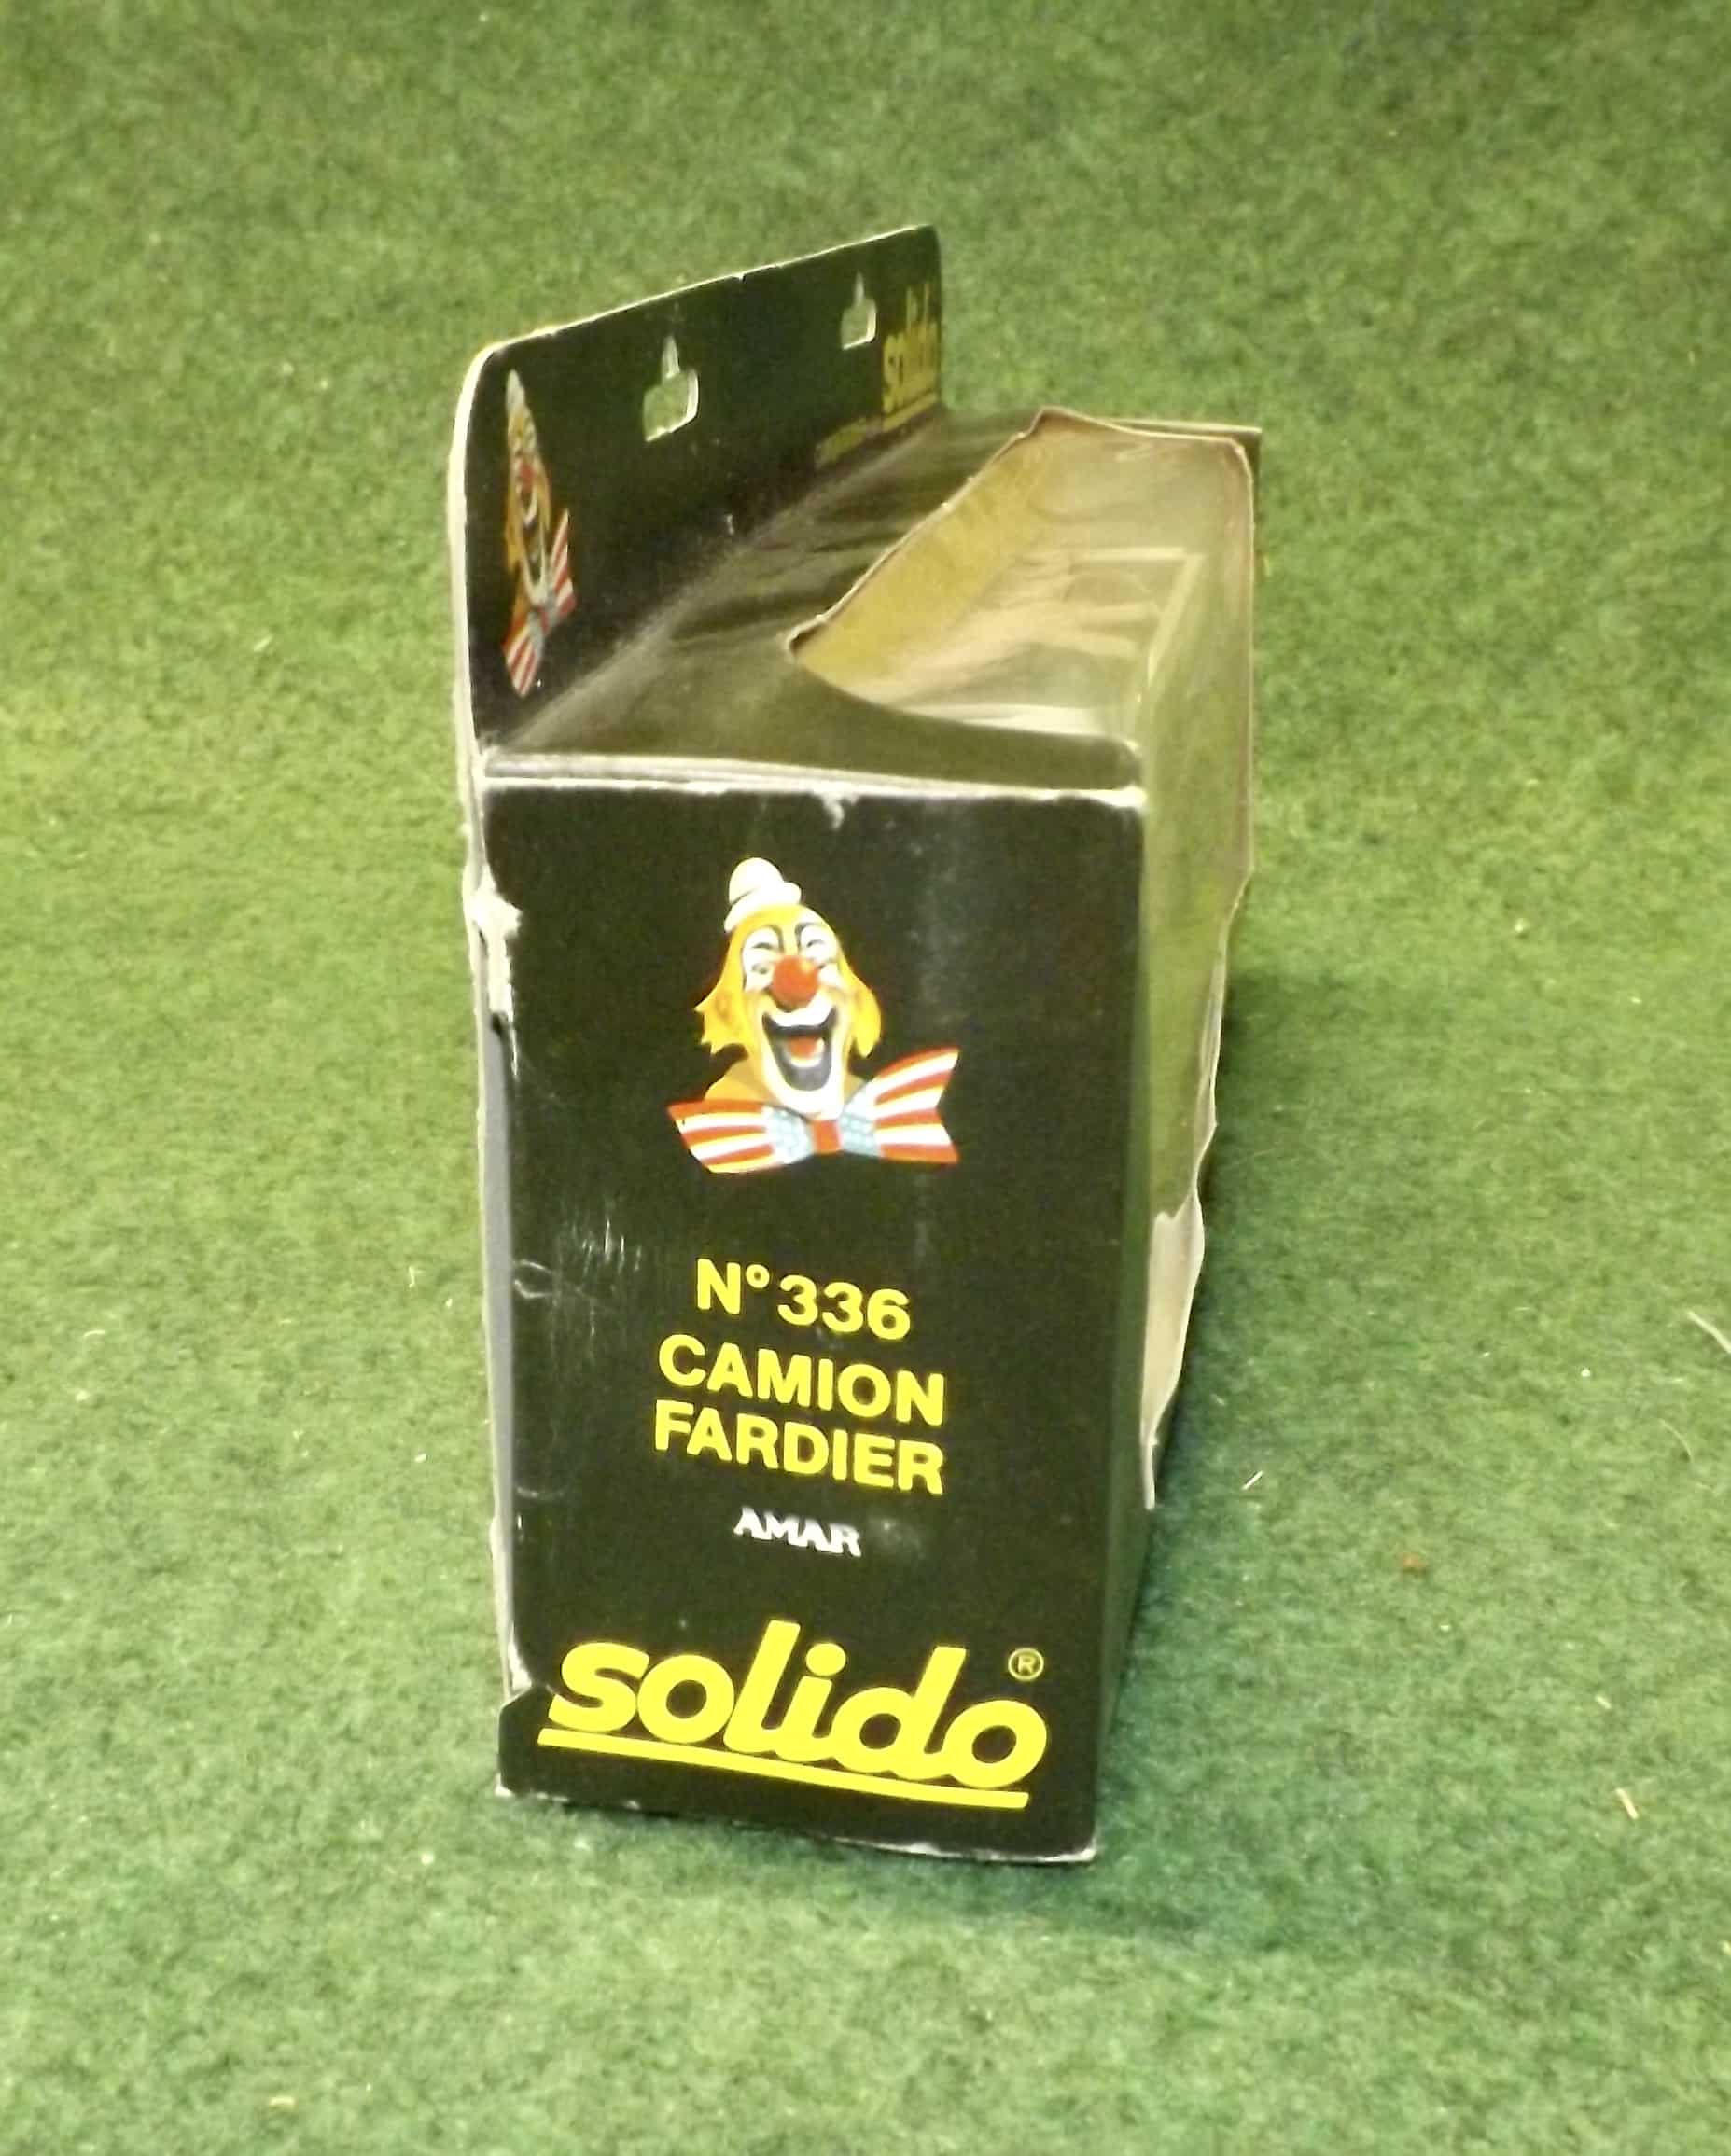 solido
N° 336
CAMION
FARDIER
AMAR
solido ®